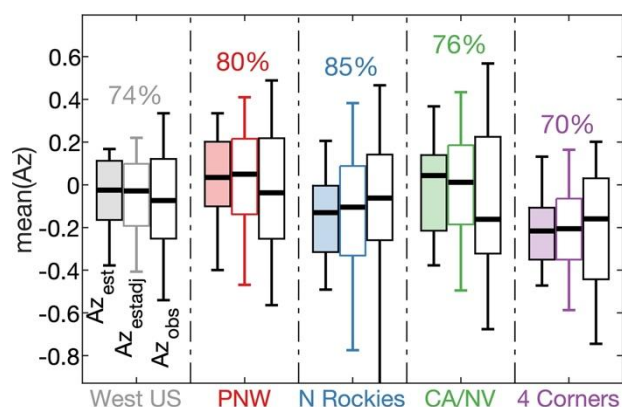 0.6
0.4
0.2
0
-0.2
-0.4
-0.6
-0.8
mean(Az)
74%
80%
85%
76%
70%
Az_est
Az_estadj
Az_obs
West US
PNW
N Rockies
CA/NV
4 Corners